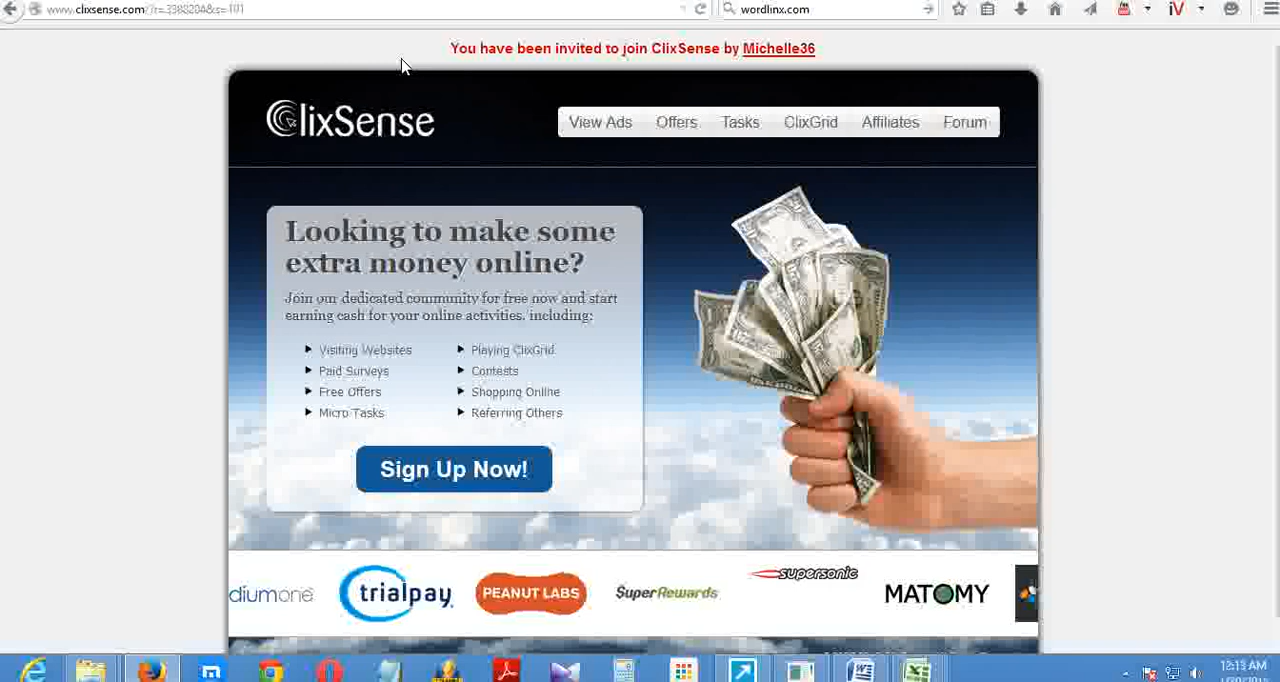 www.clixsense.com/?r=3388204&s=101
wordlinx.com
You have been invited to join ClixSense by Michelle36
ClixSense
View Ads Offers Tasks ClixGrid Affiliates Forum
Looking to make some
extra money online?
Join our dedicated community for free now and start
earning cash for your online activities, including:
Visiting Websites
Playing ClixGrid
Paid Surveys
Contests
Free Offers
Shopping Online
Micro Tasks
Referring Others
Sign Up Now!
diumone trialpay PEANUT LABS SuperRewards supersonic MATOMY
12:13 AM